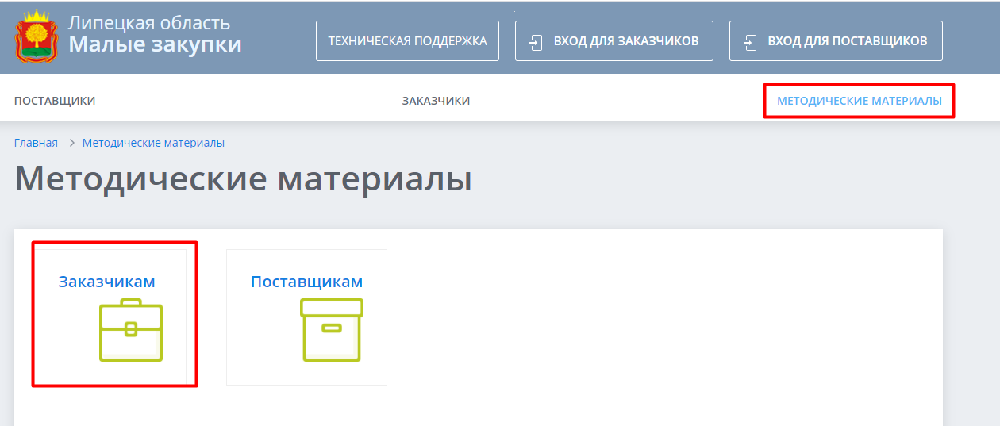 Липецкая область
Малые закупки
ТЕХНИЧЕСКАЯ ПОДДЕРЖКА
ВХОД ДЛЯ ЗАКАЗЧИКОВ
ВХОД ДЛЯ ПОСТАВЩИКОВ
ПОСТАВЩИКИ
ЗАКАЗЧИКИ
МЕТОДИЧЕСКИЕ МАТЕРИАЛЫ
Главная > Методические материалы
Методические материалы
Заказчикам
Поставщикам